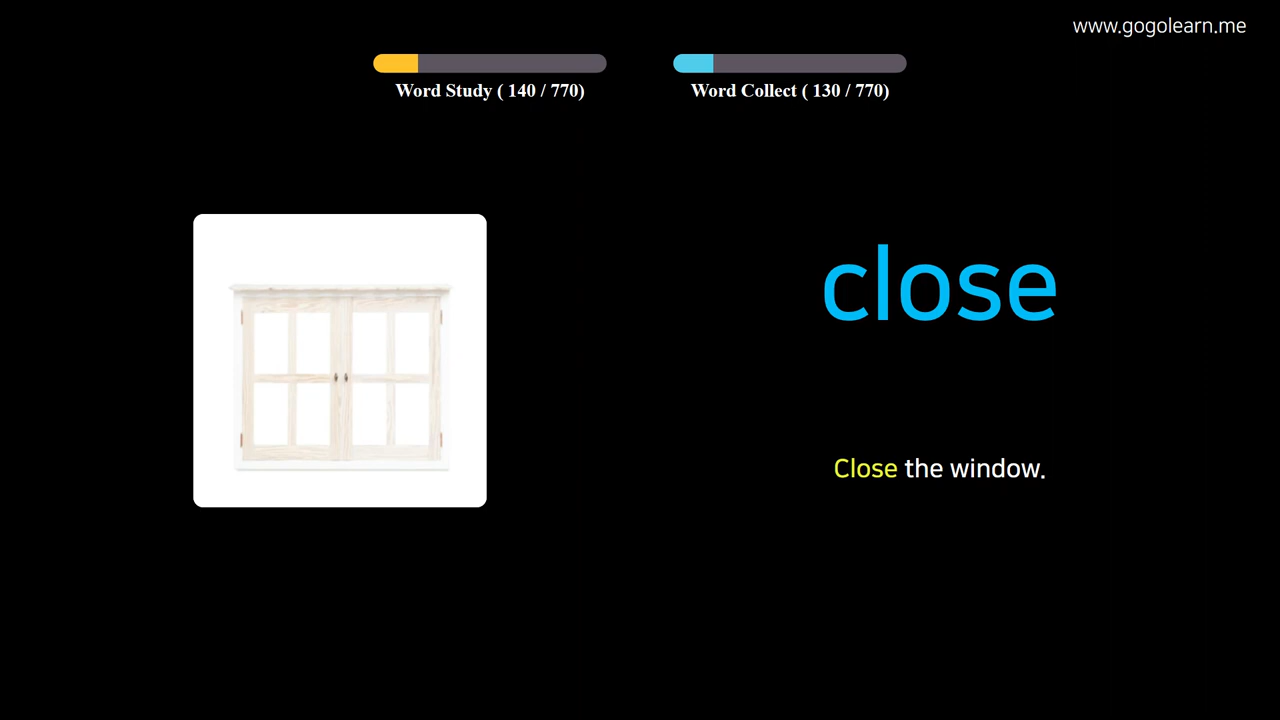 www.gogolearn.me
Word Study ( 140 / 770)
Word Collect ( 130 / 770)
close
Close the window.